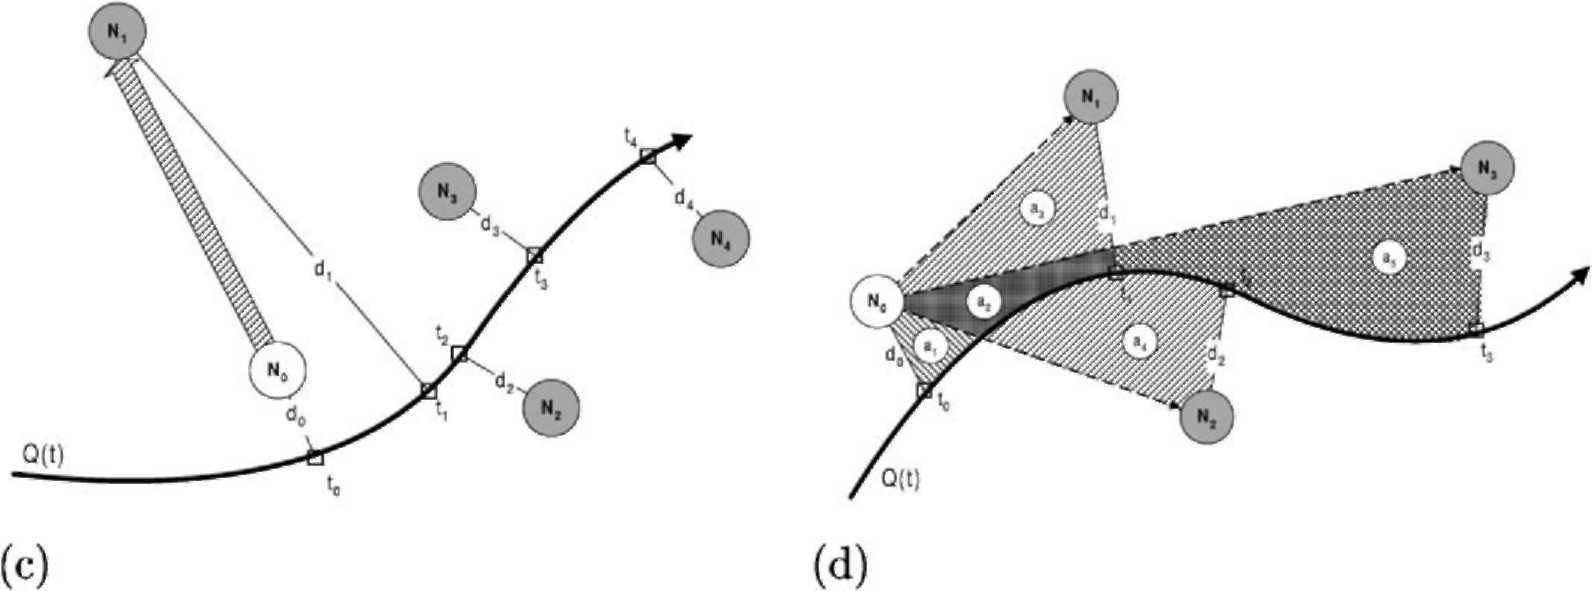 N₁
N₃
N₄
N₂
N₀
d₁
d₃
d₄
d₂
d₀
t₄
t₃
t₂
t₁
t₀
Q(t)
(c)
N₁
N₃
N₀
N₂
a₃
a₅
a₂
a₁
a₄
d₁
d₃
d₀
d₂
t₁
t₀
t₃
Q(t)
(d)